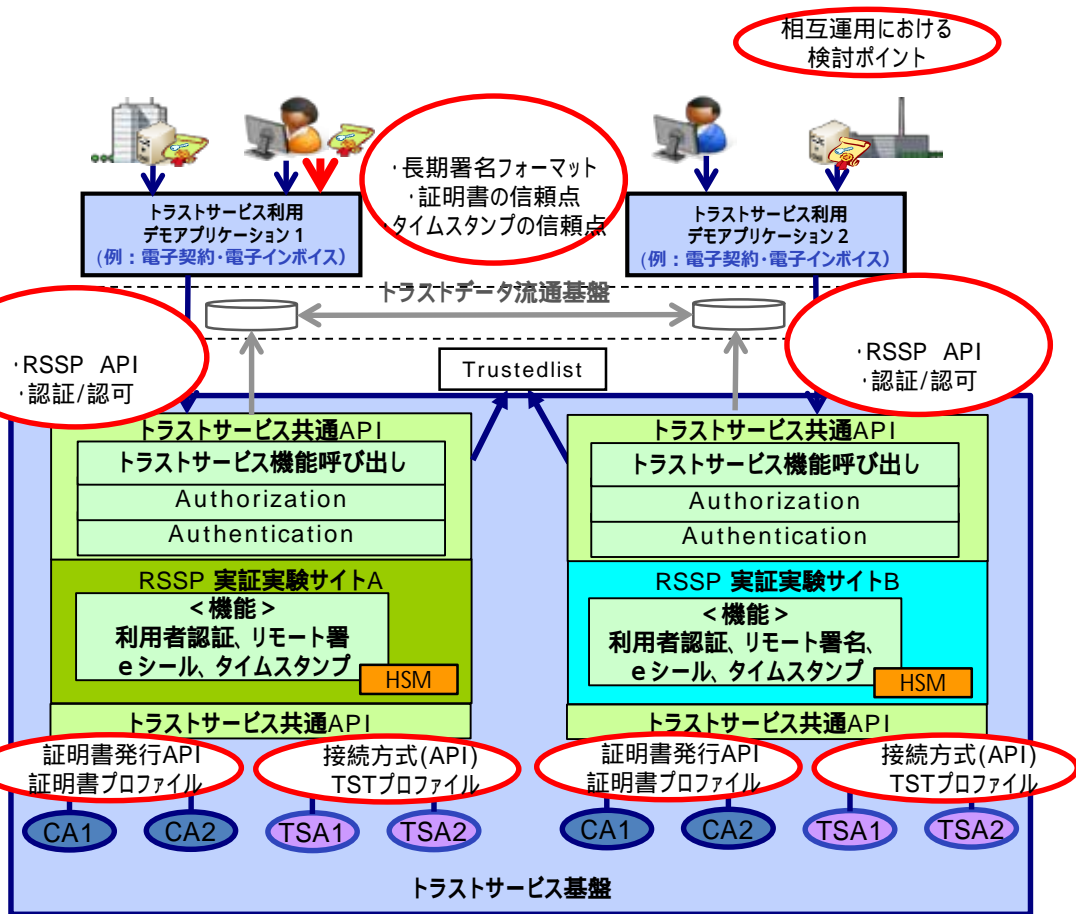 相互運用における
検討ポイント
・長期署名フォーマット
・証明書の信頼点
・タイムスタンプの信頼点
トラストサービス利用
デモアプリケーション1
(例：電子契約・電子インボイス)
トラストサービス利用
デモアプリケーション2
(例：電子契約・電子インボイス)
トラストデータ流通基盤
・RSSP API
・認証/認可
Trustedlist
・RSSP API
・認証/認可
トラストサービス共通API
トラストサービス機能呼び出し
Authorization
Authentication
RSSP 実証実験サイトA
<機能>
利用者認証、リモート署
eシール、タイムスタンプ
HSM
トラストサービス共通API
証明書発行API
証明書プロファイル
接続方式(API)
TSTプロファイル
CA1
CA2
TSA1
TSA2
トラストサービス共通API
トラストサービス機能呼び出し
Authorization
Authentication
RSSP 実証実験サイトB
<機能>
利用者認証、リモート署名、
eシール、タイムスタンプ
HSM
トラストサービス共通API
証明書発行API
証明書プロファイル
接続方式(API)
TSTプロファイル
CA1
CA2
TSA1
TSA2
トラストサービス基盤